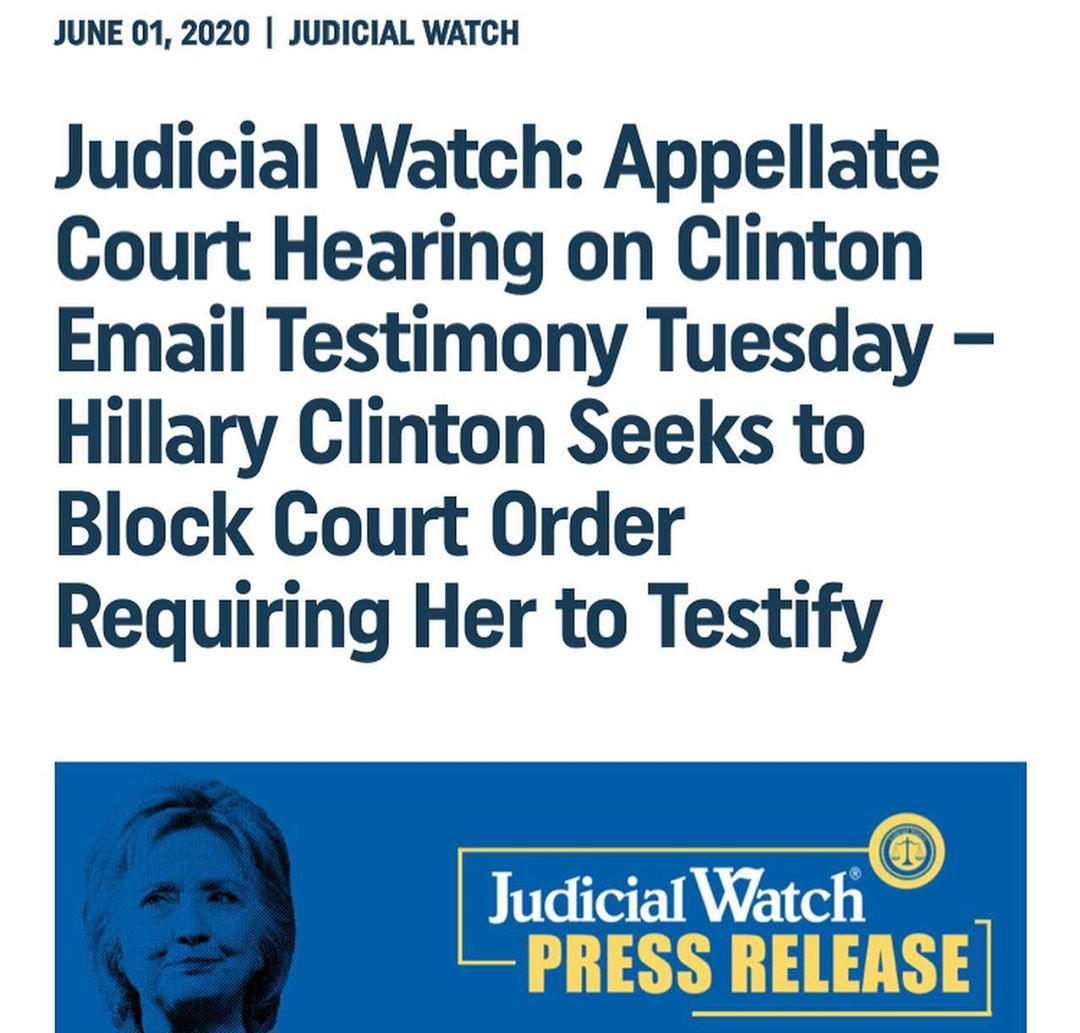 JUNE 01, 2020 | JUDICIAL WATCH
Judicial Watch: Appellate
Court Hearing on Clinton
Email Testimony Tuesday –
Hillary Clinton Seeks to
Block Court Order
Requiring Her to Testify
Judicial Watch®
PRESS RELEASE